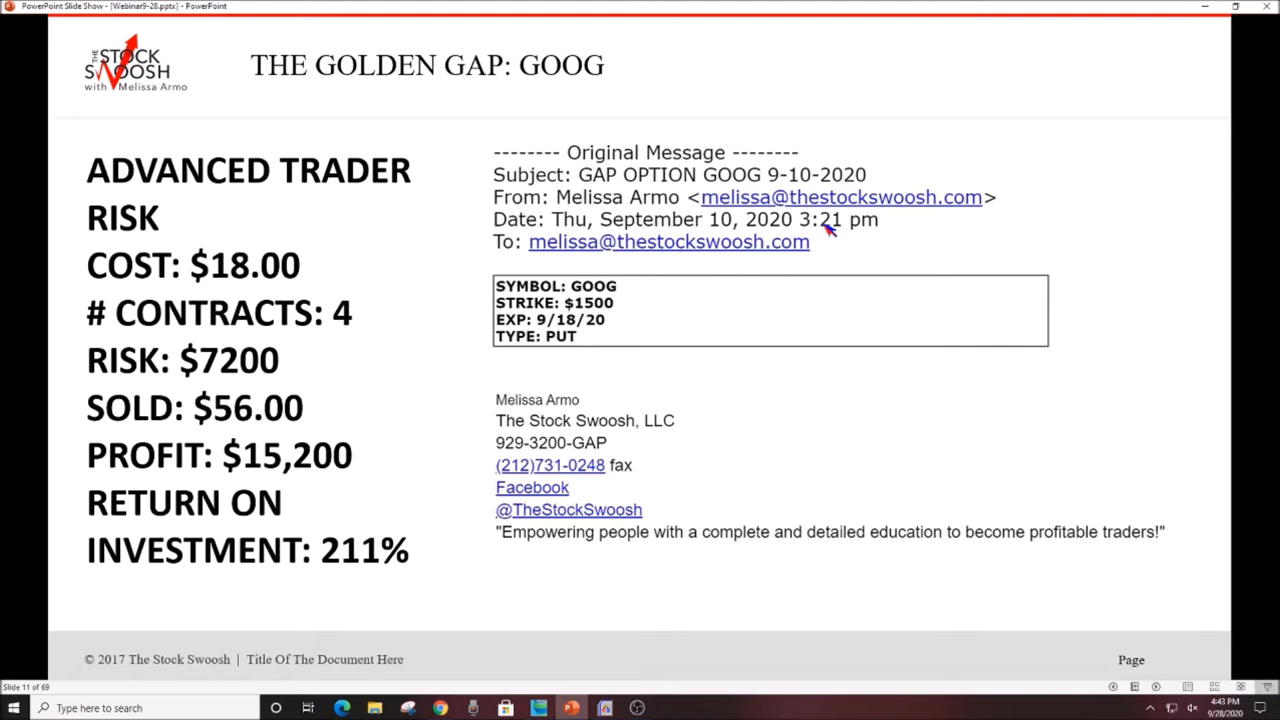 PowerPoint Slide Show - [Webinar9-28.pptx] - PowerPoint
THE
STOCK
SWOOSH
with Melissa Armo
THE GOLDEN GAP: GOOG
ADVANCED TRADER
RISK
COST: $18.00
# CONTRACTS: 4
RISK: $7200
SOLD: $56.00
PROFIT: $15,200
RETURN ON
INVESTMENT: 211%
-------- Original Message --------
Subject: GAP OPTION GOOG 9-10-2020
From: Melissa Armo <melissa@thestockswoosh.com>
Date: Thu, September 10, 2020 3:21 pm
To: melissa@thestockswoosh.com
SYMBOL: GOOG
STRIKE: $1500
EXP: 9/18/20
TYPE: PUT
Melissa Armo
The Stock Swoosh, LLC
929-3200-GAP
(212)731-0248 fax
Facebook
@TheStockSwoosh
"Empowering people with a complete and detailed education to become profitable traders!"
© 2017 The Stock Swoosh | Title Of The Document Here
Page
Slide 11 of 69
Type here to search
4:43 PM
9/28/2020